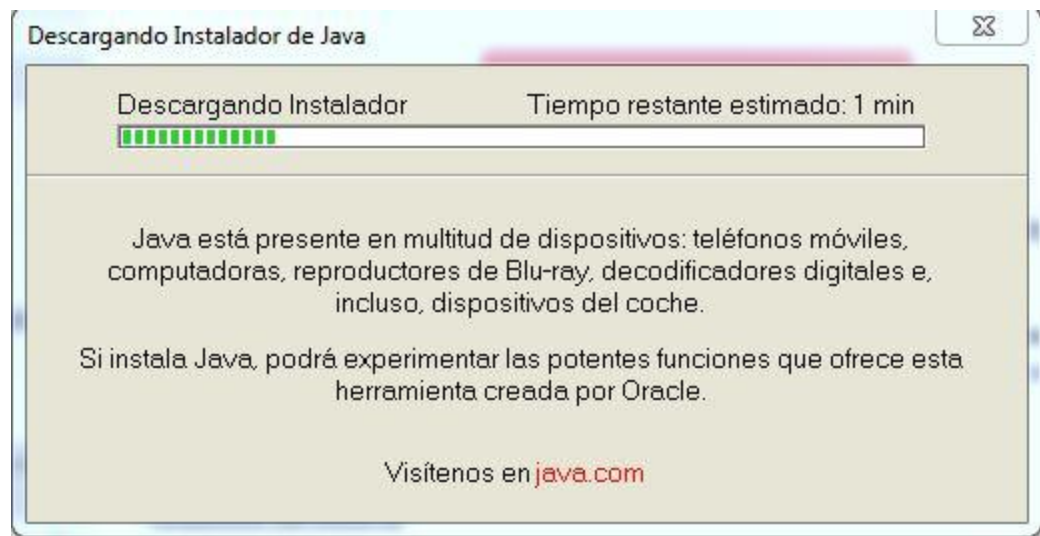 Descargando Instalador de Java
Descargando Instalador
Tiempo restante estimado: 1 min
Java está presente en multitud de dispositivos: teléfonos móviles,
computadoras, reproductores de Blu-ray, decodificadores digitales e,
incluso, dispositivos del coche.
Si instala Java, podrá experimentar las potentes funciones que ofrece esta
herramienta creada por Oracle.
Visítenos en java.com